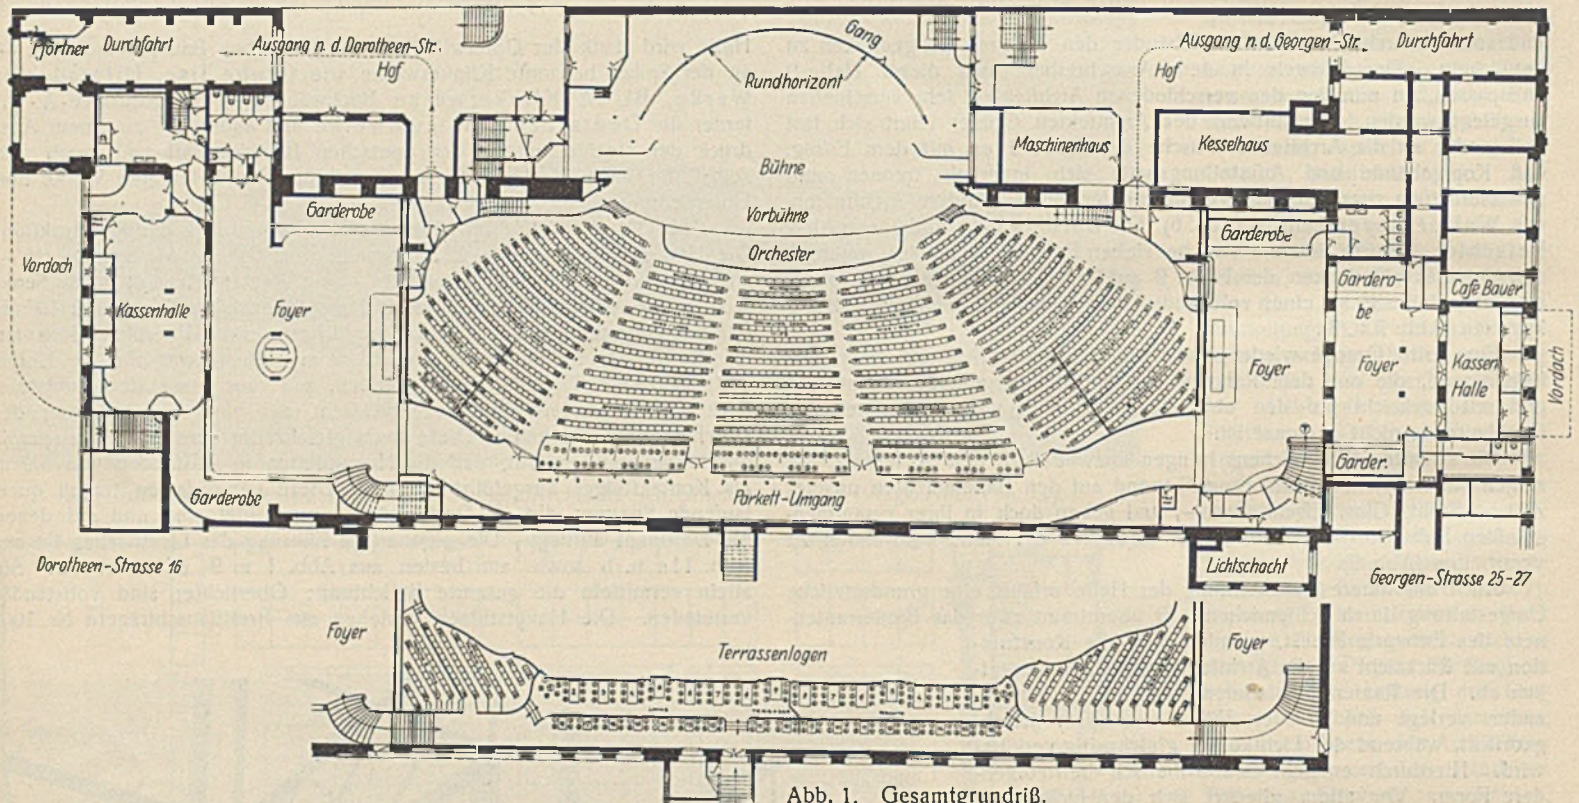 Pförtner
Durchfahrt
Ausgang n. d. Dorotheen-Str.
Hof
Gang
Rundhorizont
Ausgang n. d. Georgen-Str.
Hof
Durchfahrt
Maschinenhaus
Kesselhaus
Bühne
Vorbühne
Orchester
Garderobe
Garderobe
Vordach
Kassenhalle
Foyer
Gardero-
be
Cafe Bauer
Foyer
Foyer
Kassen
Halle
Vordach
Garder.
Garderobe
Parkett-Umgang
Dorotheen-Strasse 16
Lichtschacht
Georgen-Strasse 25-27
Foyer
Terrassenlogen
Foyer
Abb. 1. Gesamtgrundriß.